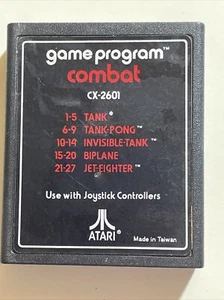 game program™
combat
CX-2601
1-5 TANK®
6-9 TANK-PONG™
10-14 INVISIBLE-TANK™
15-20 BIPLANE
21-27 JET-FIGHTER™
Use with Joystick Controllers
ATARI®
Made in Taiwan